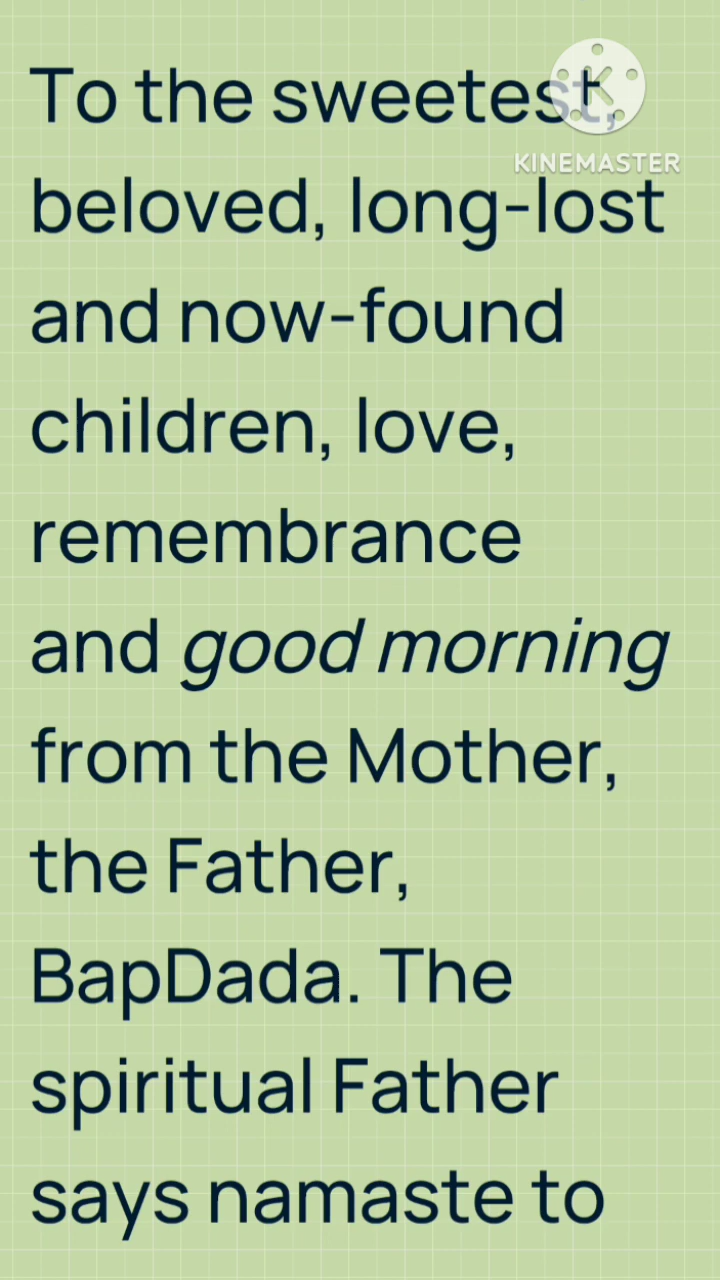 To the sweetest,
KINEMASTER
beloved, long-lost
and now-found
children, love,
remembrance
and good morning
from the Mother,
the Father,
BapDada. The
spiritual Father
says namaste to